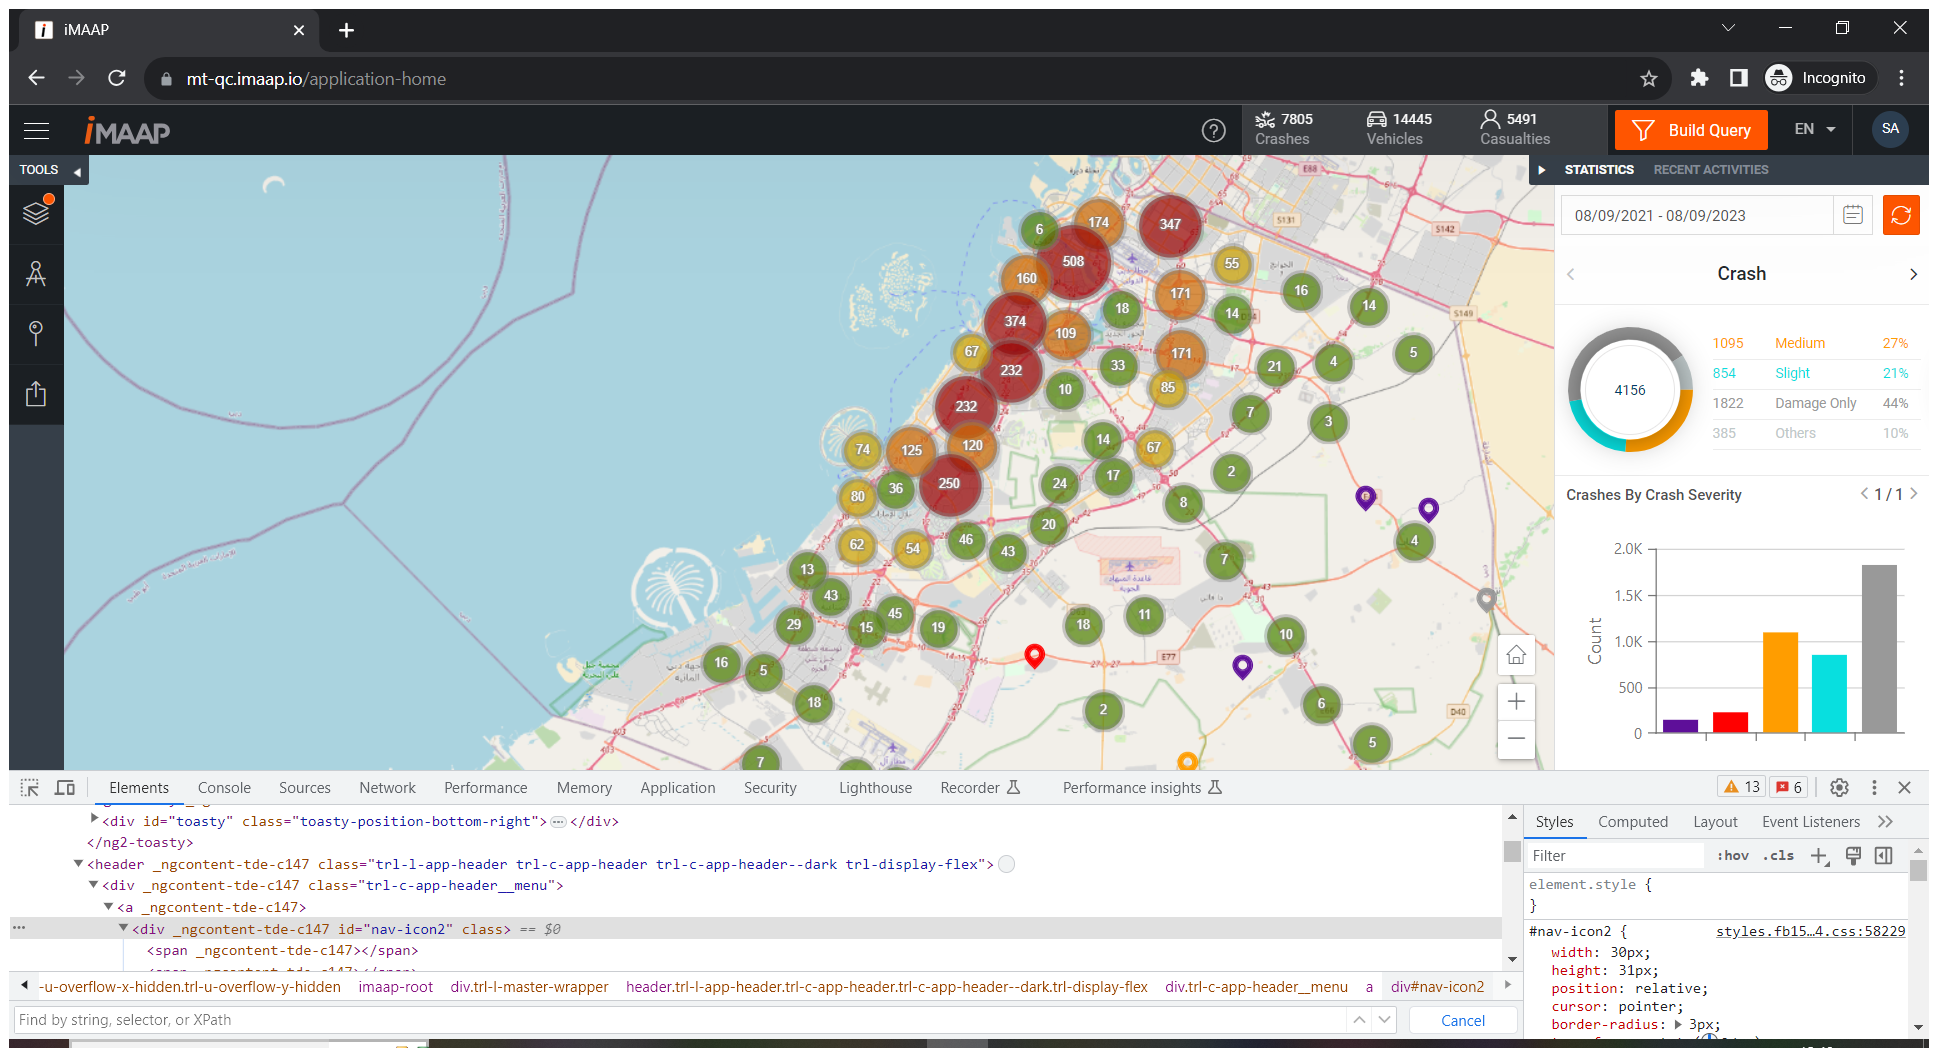 iMAAP
mt-qc.imaap.io/application-home
Incognito
iMAAP
7805
Crashes
14445
Vehicles
5491
Casualties
Build Query
EN
SA
TOOLS
STATISTICS
RECENT ACTIVITIES
08/09/2021 - 08/09/2023
Crash
4156
1095 Medium 27%
854 Slight 21%
1822 Damage Only 44%
385 Others 10%
Crashes By Crash Severity
1 / 1
2.0K
1.5K
1.0K
500
0
Count
E88
S131
S142
S149
E77
D40
6
174
347
508
160
55
171
16
14
18
14
374
109
67
171
232
33
21
4
5
10
85
232
7
3
14
67
120
125
74
17
2
24
250
36
80
8
20
46
43
62
54
4
7
13
43
45
15
29
19
18
11
10
16
5
18
2
6
5
7
Elements
Console
Sources
Network
Performance
Memory
Application
Security
Lighthouse
Recorder
Performance insights
13
6
<div id="toasty" class="toasty-position-bottom-right"> ⋯ </div>
</ng2-toasty>
<header _ngcontent-tde-c147 class="trl-l-app-header trl-c-app-header trl-c-app-header--dark trl-display-flex">
<div _ngcontent-tde-c147 class="trl-c-app-header__menu">
<a _ngcontent-tde-c147>
<div _ngcontent-tde-c147 id="nav-icon2" class> == $0
<span _ngcontent-tde-c147></span>
-u-overflow-x-hidden.trl-u-overflow-y-hidden imaap-root div.trl-l-master-wrapper header.trl-l-app-header.trl-c-app-header.trl-c-app-header--dark.trl-display-flex div.trl-c-app-header__menu a div#nav-icon2
Find by string, selector, or XPath
Cancel
Styles
Computed
Layout
Event Listeners
Filter
:hov .cls
element.style {
}
#nav-icon2 { styles.fb15…4.css:58229
width: 30px;
height: 31px;
position: relative;
cursor: pointer;
border-radius: 3px;